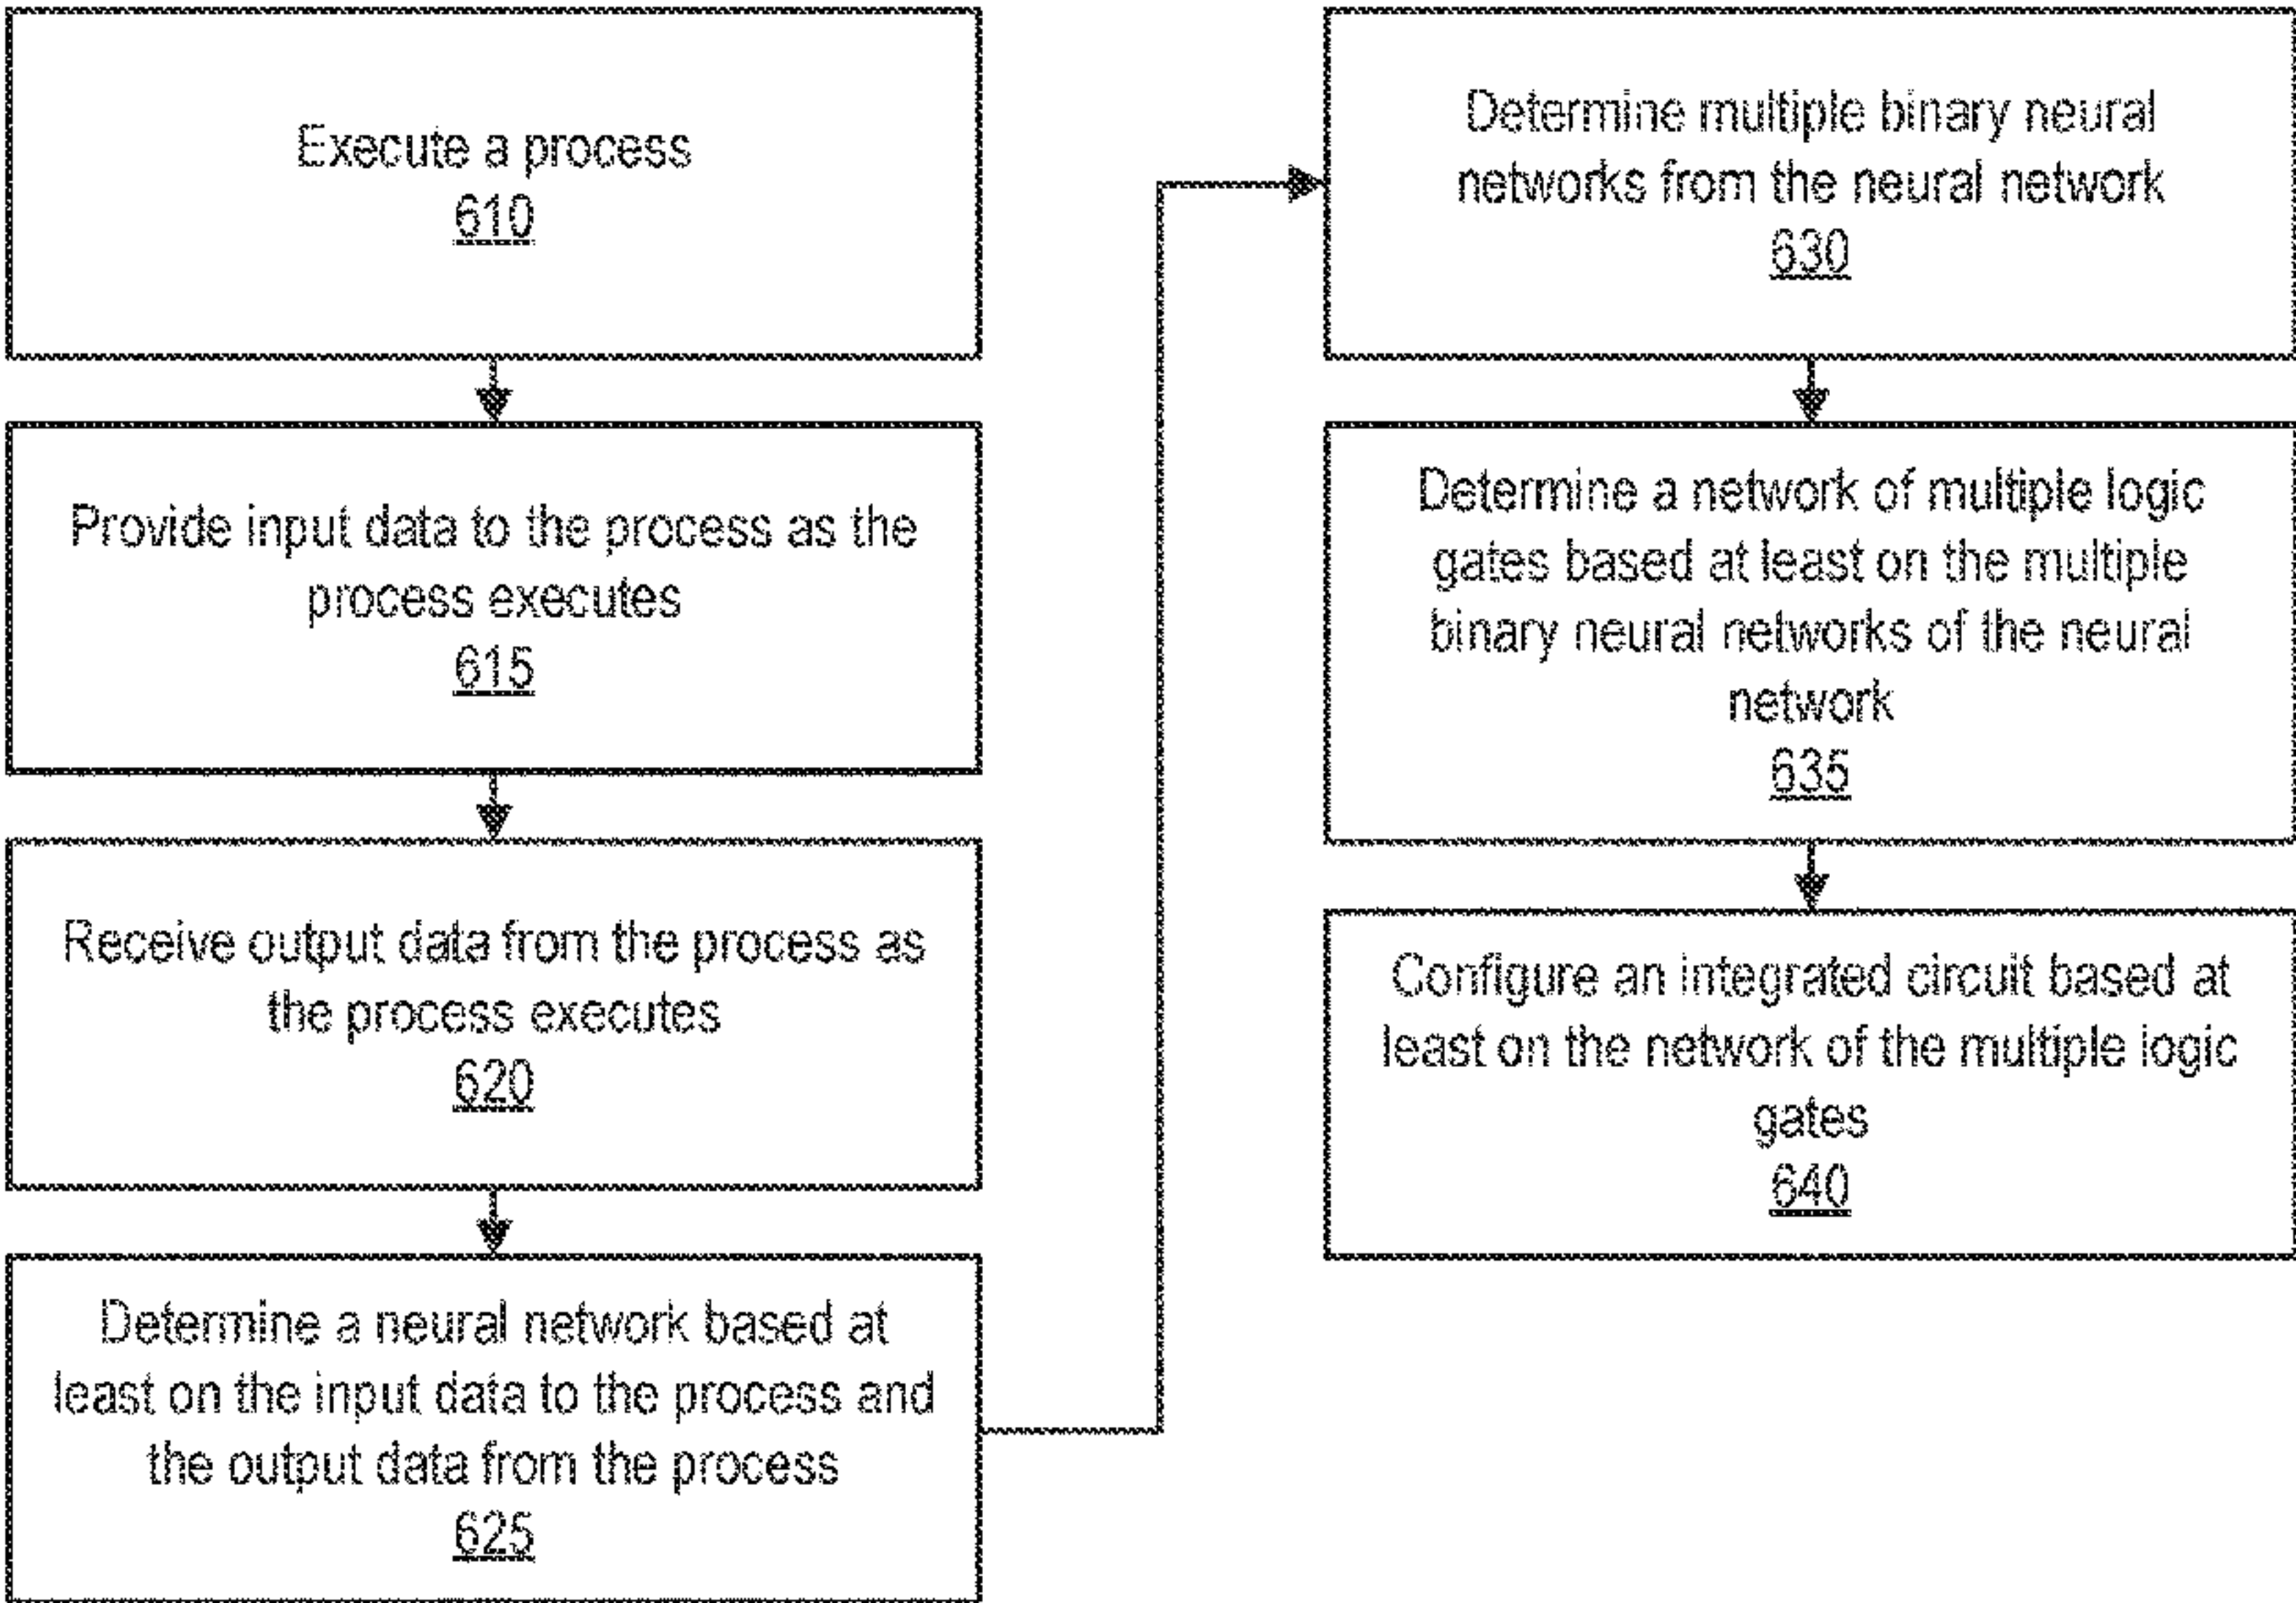 Execute a process
610
Provide input data to the process as the
process executes
615
Receive output data from the process as
the process executes
620
Determine a neural network based at
least on the input data to the process and
the output data from the process
625
Determine multiple binary neural
networks from the neural network
630
Determine a network of multiple logic
gates based at least on the multiple
binary neural networks of the neural
network
635
Configure an integrated circuit based at
least on the network of the multiple logic
gates
640